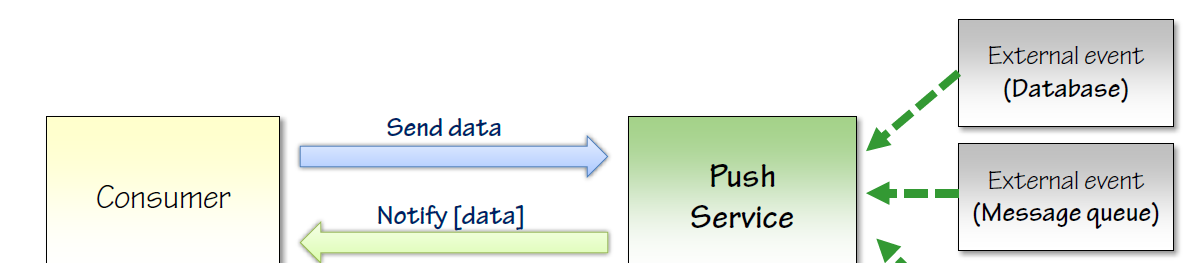 External event
(Database)
Send data
Consumer
Push
Service
Notify [data]
External event
(Message queue)